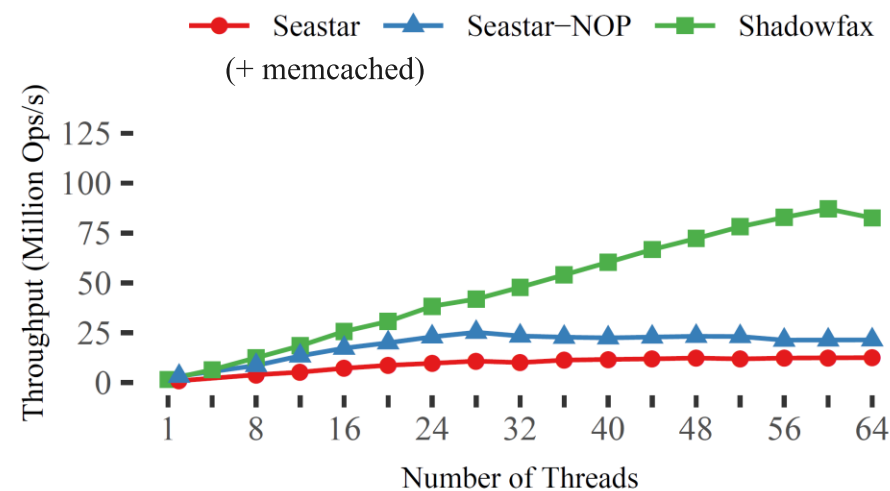 Seastar Seastar−NOP Shadowfax
(+ memcached)
Throughput (Million Ops/s)
125
100
75
50
25
0
1 8 16 24 32 40 48 56 64
Number of Threads